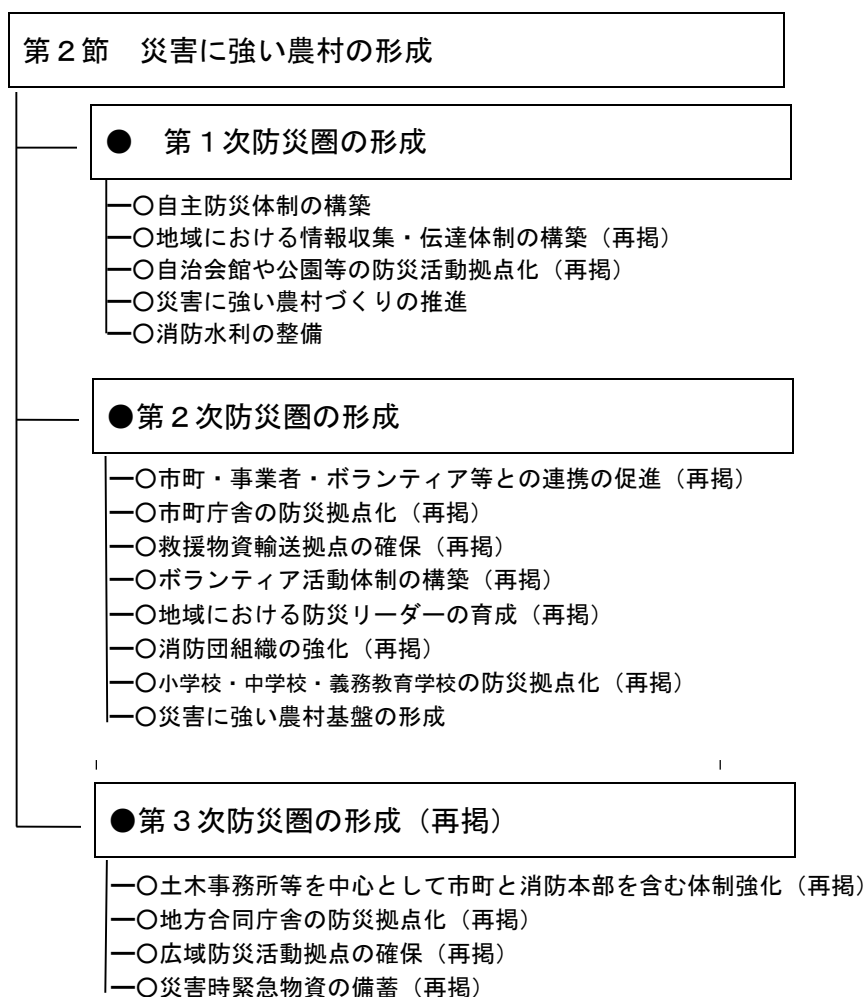 第２節　災害に強い農村の形成
●　第１次防災圏の形成
○自主防災体制の構築
○地域における情報収集・伝達体制の構築（再掲）
○自治会館や公園等の防災活動拠点化（再掲）
○災害に強い農村づくりの推進
○消防水利の整備
●第２次防災圏の形成
○市町・事業者・ボランティア等との連携の促進（再掲）
○市町庁舎の防災拠点化（再掲）
○救援物資輸送拠点の確保（再掲）
○ボランティア活動体制の構築（再掲）
○地域における防災リーダーの育成（再掲）
○消防団組織の強化（再掲）
○小学校・中学校・義務教育学校の防災拠点化（再掲）
○災害に強い農村基盤の形成
●第３次防災圏の形成（再掲）
○土木事務所等を中心として市町と消防本部を含む体制強化（再掲）
○地方合同庁舎の防災拠点化（再掲）
○広域防災活動拠点の確保（再掲）
○災害時緊急物資の備蓄（再掲）